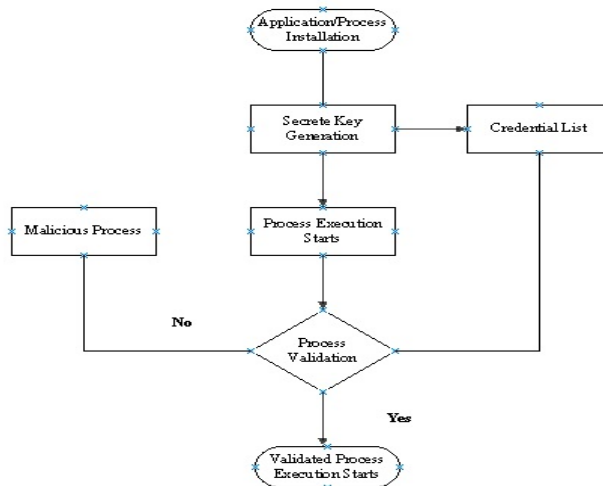 Application/Process
Installation
Secrete Key
Generation
Credential List
Malicious Process
Process Execution
Starts
No
Process
Validation
Yes
Validated Process
Execution Starts